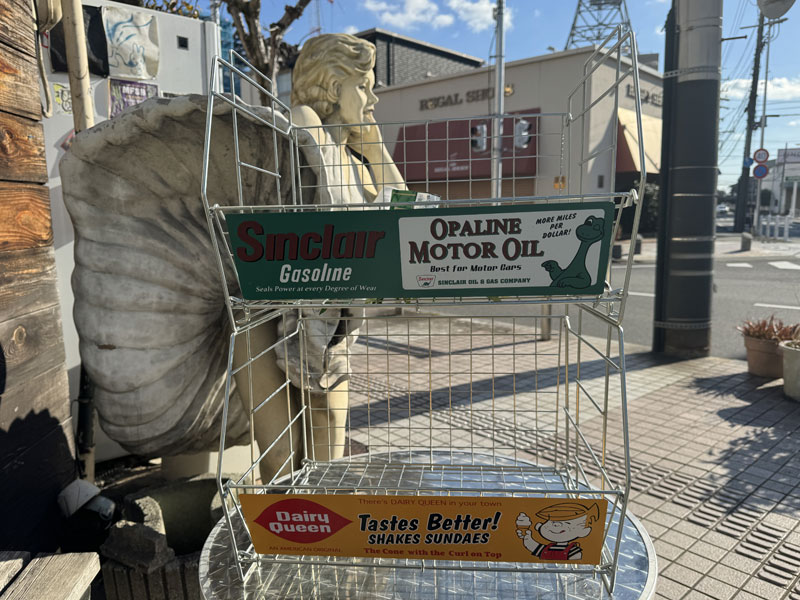 REGAL SHOES
Sinclair
Gasoline
Seals Power at every Degree of Wear
OPALINE
MOTOR OIL
Best for Motor Cars
SINCLAIR OIL & GAS COMPANY
MORE MILES
PER
DOLLAR!
There's DAIRY QUEEN in your town
Dairy
Queen
AN AMERICAN ORIGINAL
Tastes Better!
SHAKES SUNDAES
The Cone with the Curl on Top